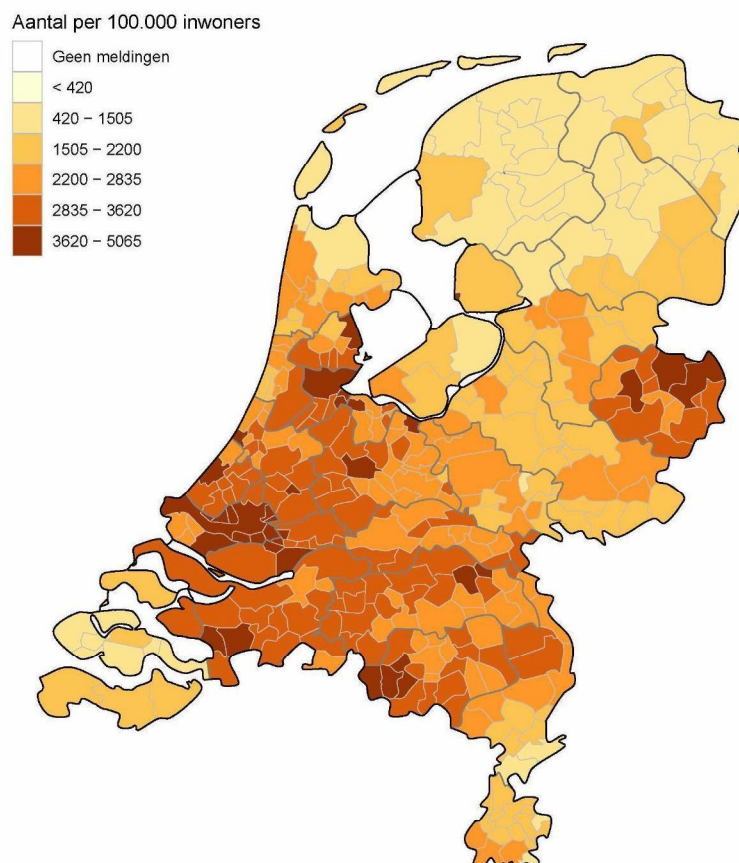 Aantal per 100.000 inwoners
Geen meldingen
< 420
420 – 1505
1505 – 2200
2200 – 2835
2835 – 3620
3620 – 5065